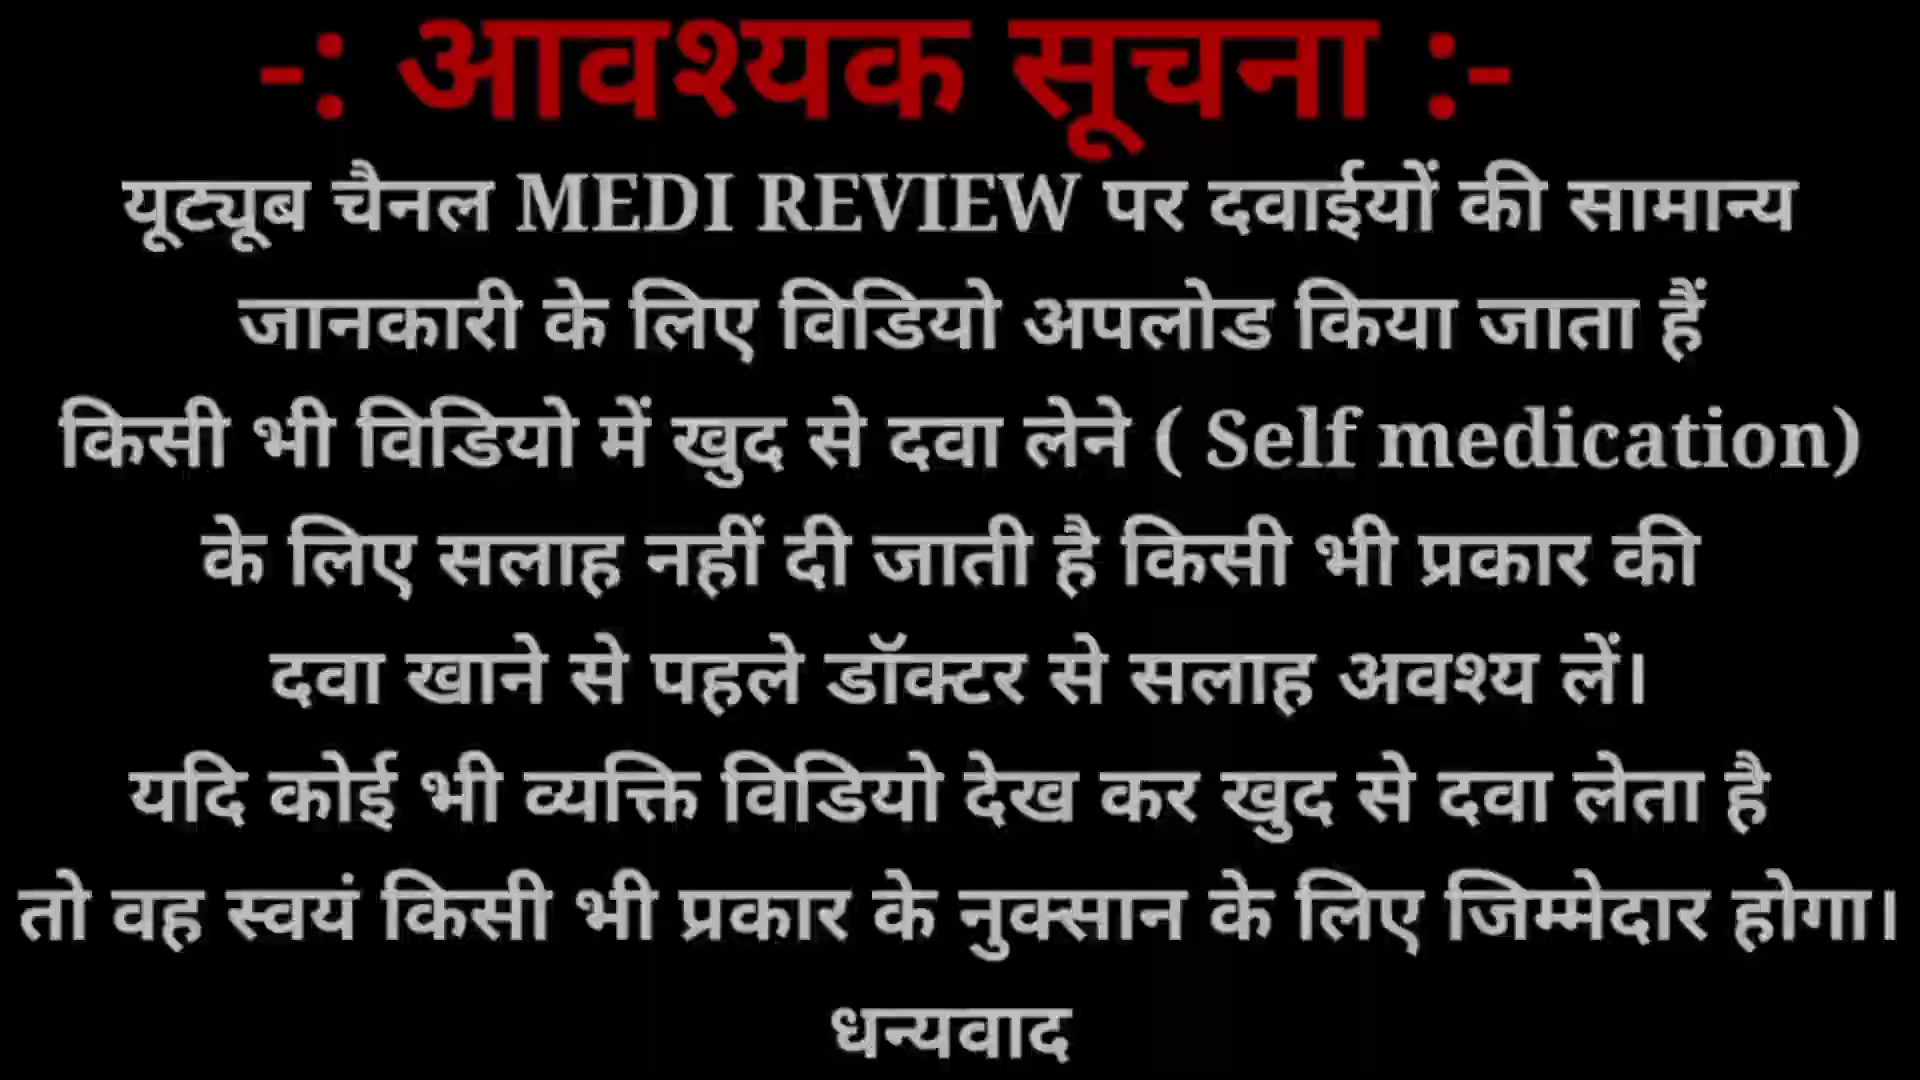 -: आवश्यक सूचना :-
यूट्यूब चैनल MEDI REVIEW पर दवाईयों की सामान्य
जानकारी के लिए विडियो अपलोड किया जाता हैं
किसी भी विडियो में खुद से दवा लेने ( Self medication)
के लिए सलाह नहीं दी जाती है किसी भी प्रकार की
दवा खाने से पहले डॉक्टर से सलाह अवश्य लें।
यदि कोई भी व्यक्ति विडियो देख कर खुद से दवा लेता है
तो वह स्वयं किसी भी प्रकार के नुक्सान के लिए जिम्मेदार होगा।
धन्यवाद